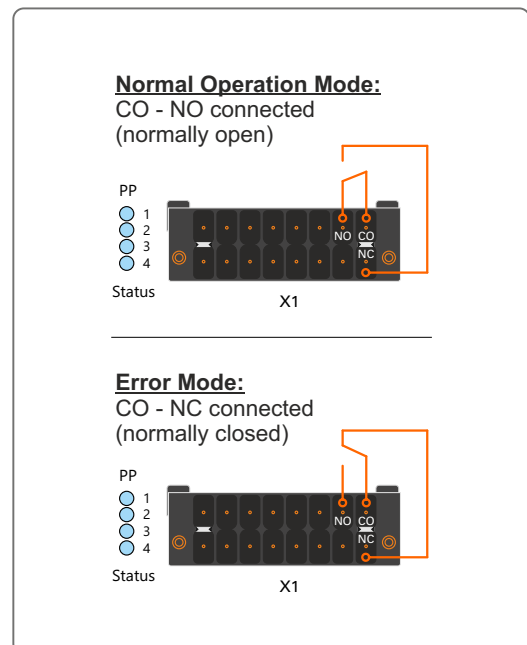 Normal Operation Mode:
CO - NO connected
(normally open)
PP
1
2
3
4
Status
NO CO
NC
X1
Error Mode:
CO - NC connected
(normally closed)
PP
1
2
3
4
Status
NO CO
NC
X1